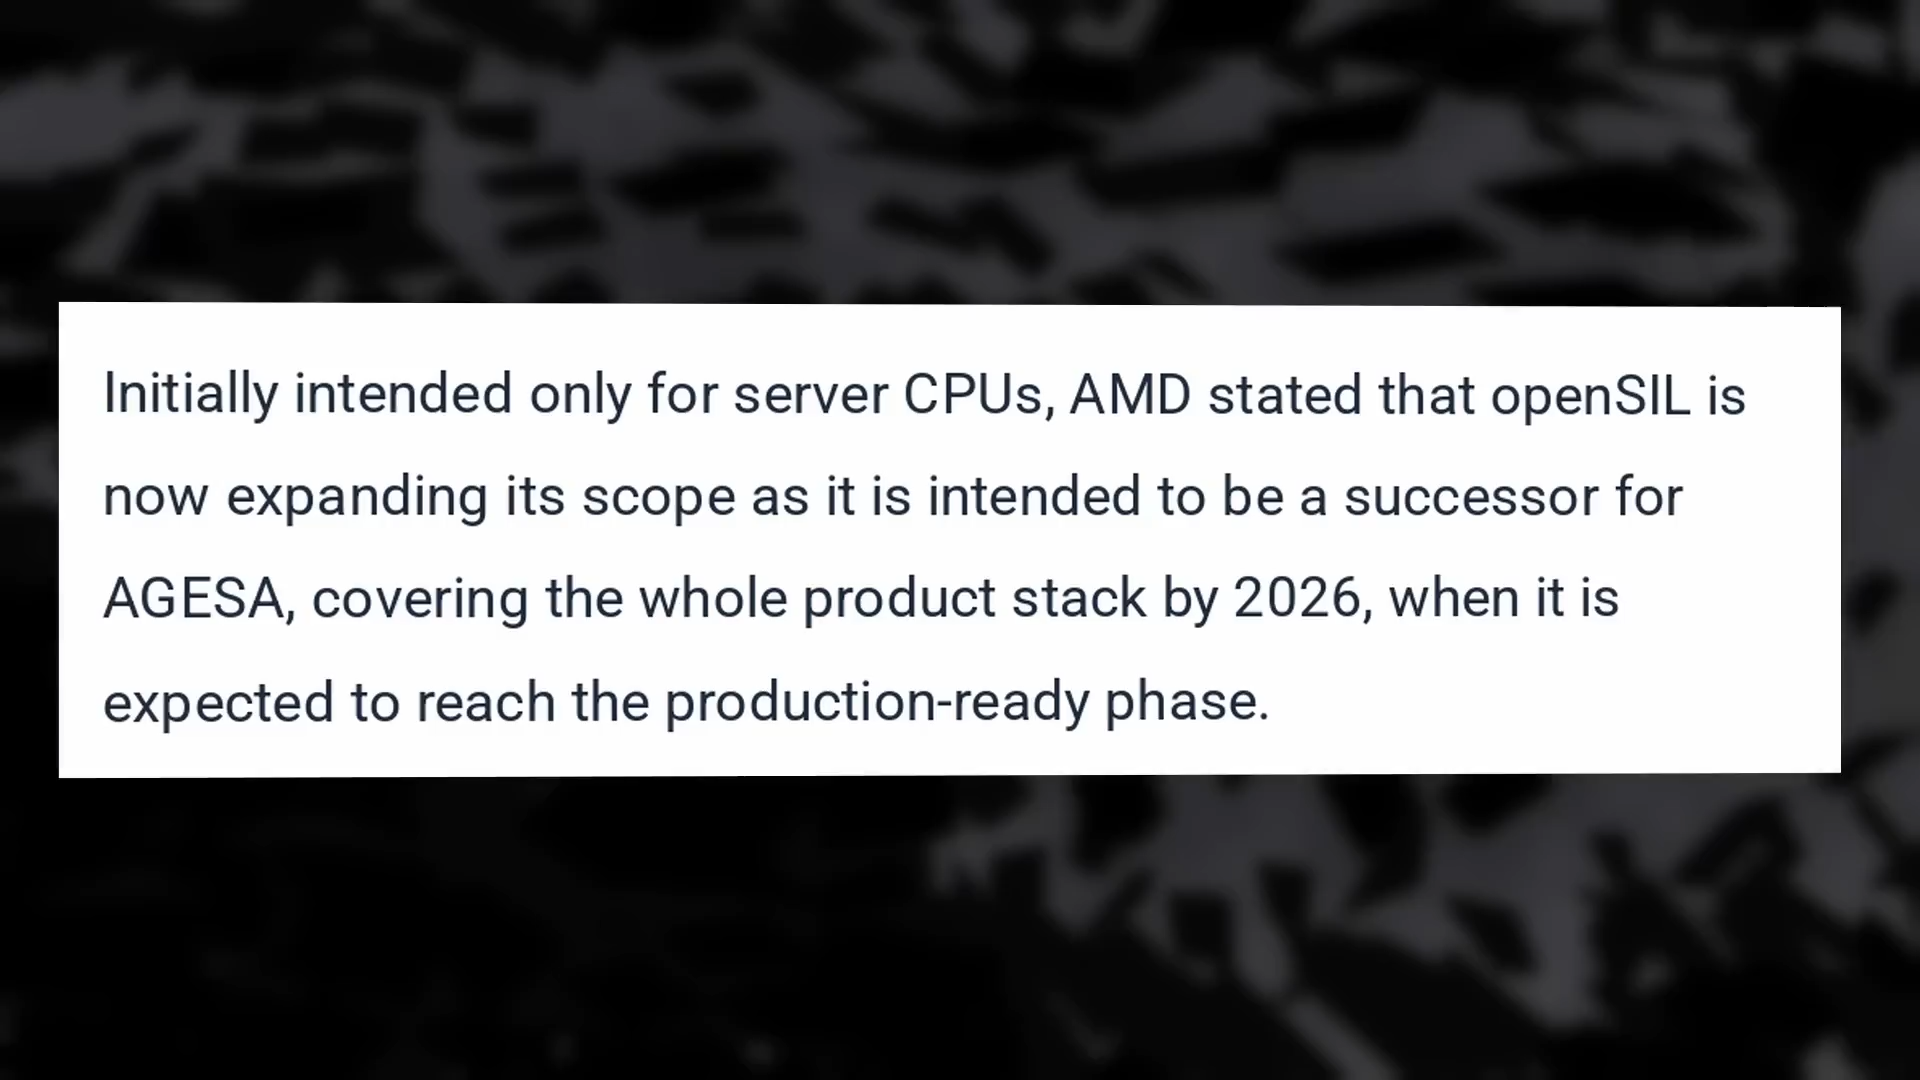 Initially intended only for server CPUs, AMD stated that openSIL is
now expanding its scope as it is intended to be a successor for
AGESA, covering the whole product stack by 2026, when it is
expected to reach the production-ready phase.